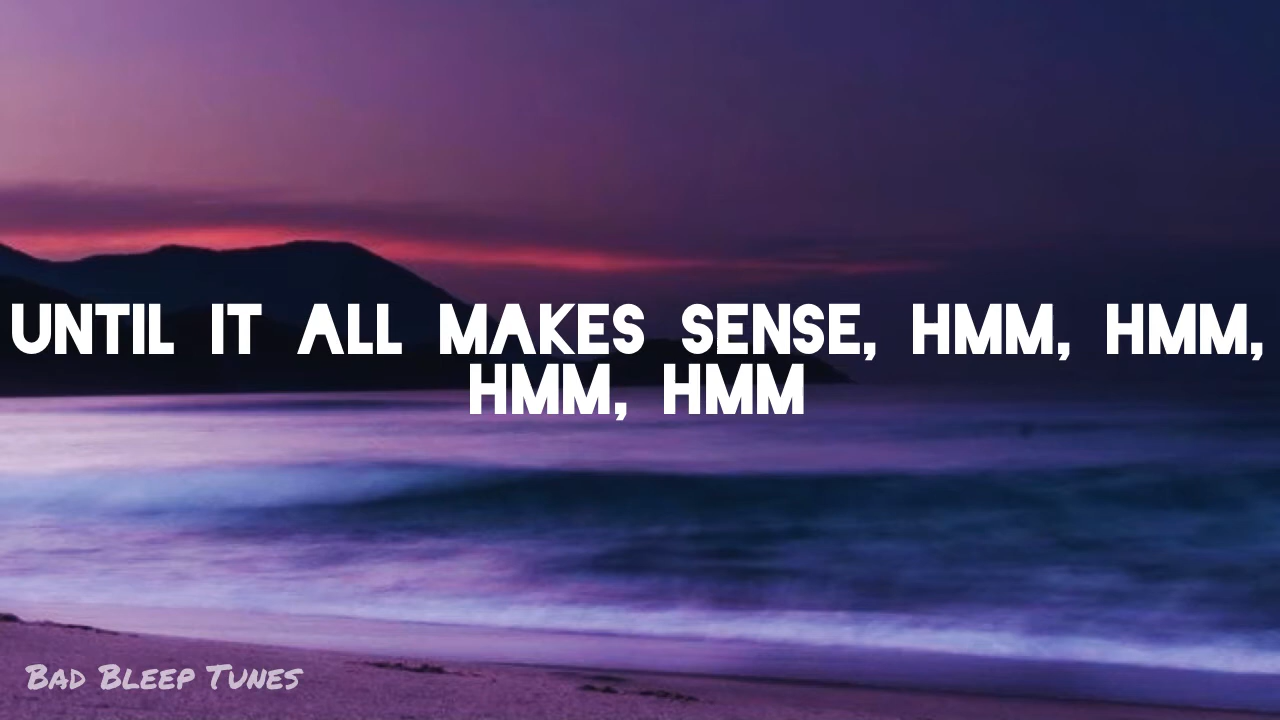 UNTIL IT ALL MAKES SENSE, HMM, HMM,
HMM, HMM
BAD BLEEP TUNES